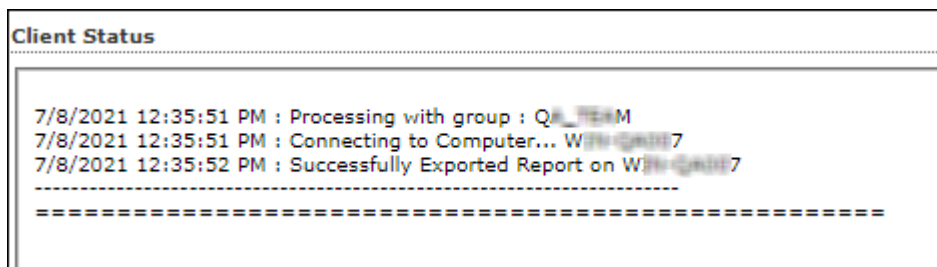 Client Status
7/8/2021 12:35:51 PM : Processing with group :
7/8/2021 12:35:51 PM : Connecting to Computer...
7/8/2021 12:35:52 PM : Successfully Exported Report on
-----------------------------------------------------------------------
====================================================